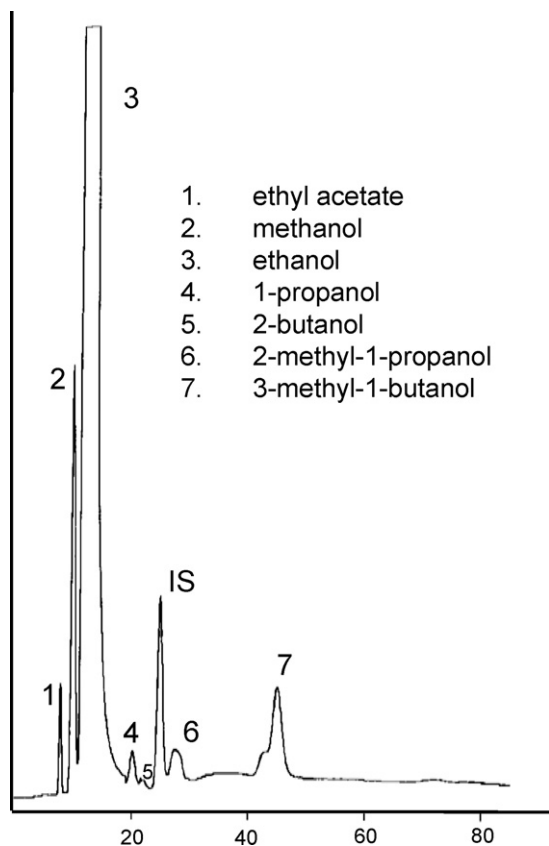 3
1. ethyl acetate
2. methanol
3. ethanol
4. 1-propanol
5. 2-butanol
6. 2-methyl-1-propanol
7. 3-methyl-1-butanol
2
IS
7
1
4
5
6
20 40 60 80